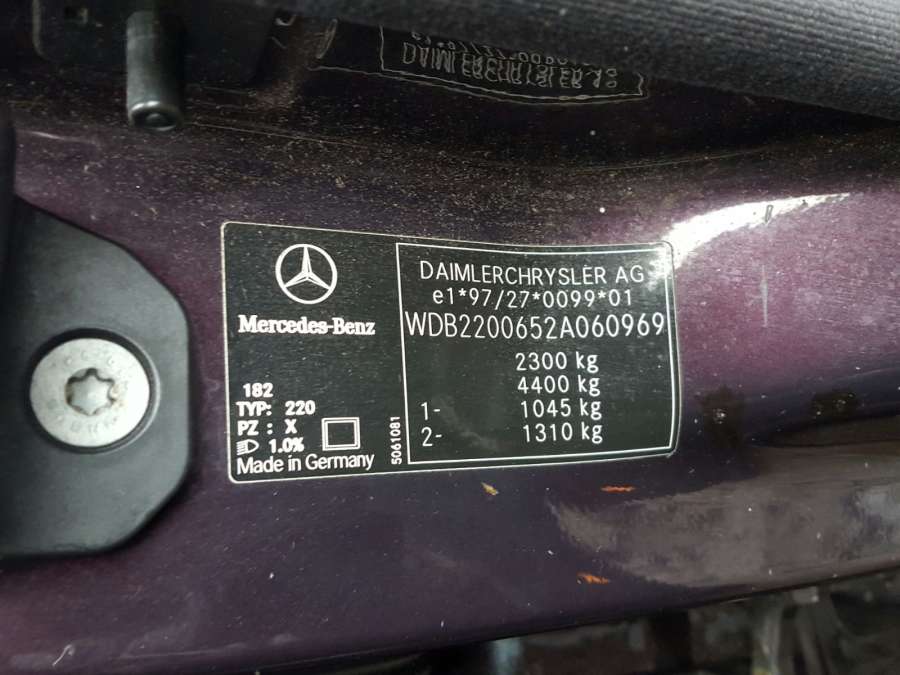 Mercedes-Benz
182
TYP: 220
PZ : X
1.0%
Made in Germany
5061081
DAIMLERCHRYSLER AG
e1*97/27*0099*01
WDB2200652A060969
2300 kg
4400 kg
1- 1045 kg
2- 1310 kg